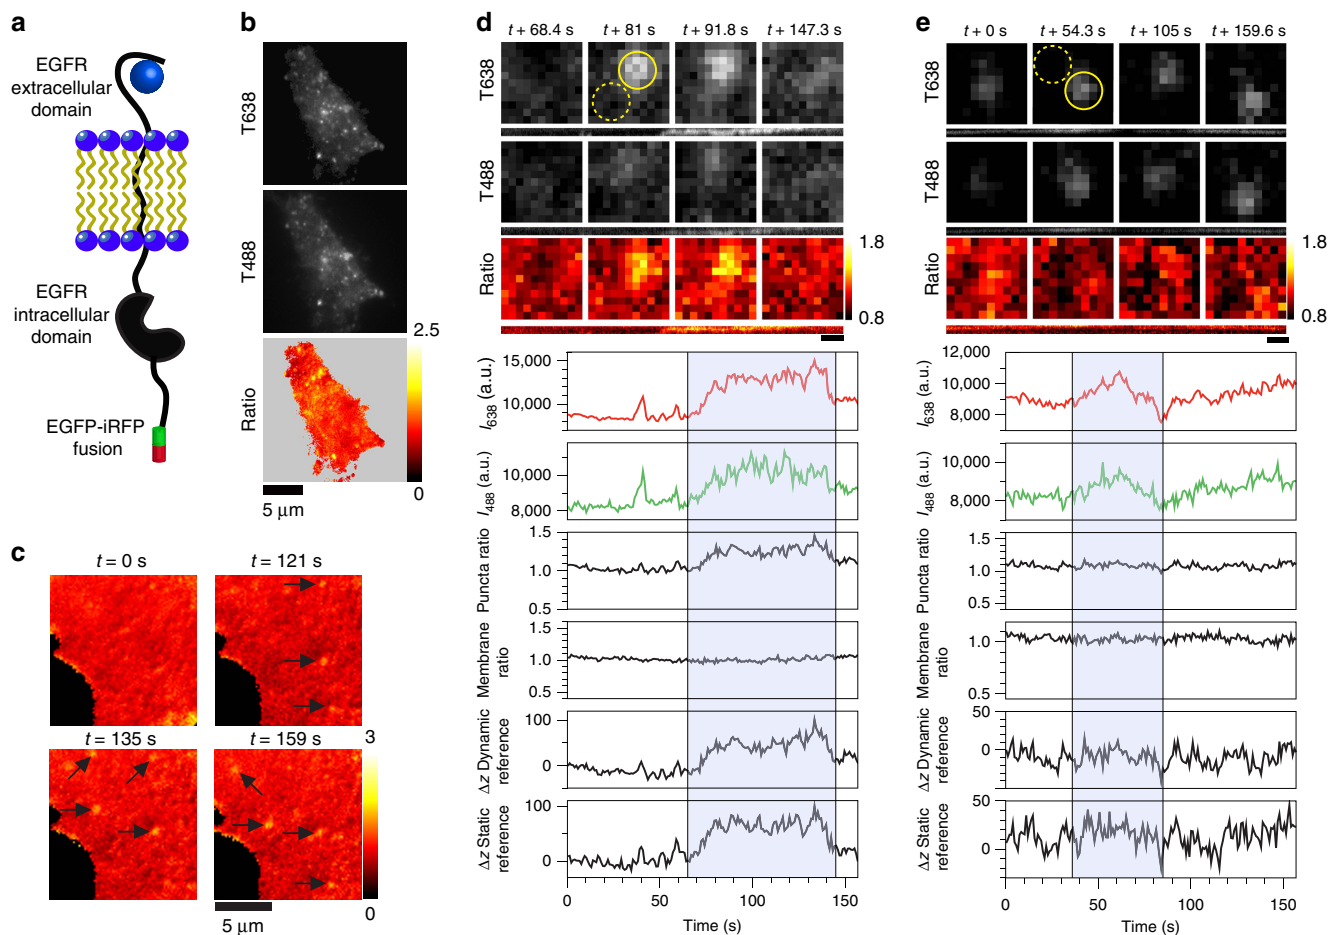 a
EGFR
extracellular
domain
EGFR
intracellular
domain
EGFP-iRFP
fusion
b
T638
T488
Ratio
2.5
0
5 μm
c
t = 0 s
t = 121 s
t = 135 s
t = 159 s
3
0
5 μm
d
t + 68.4 s
t + 81 s
t + 91.8 s
t + 147.3 s
T638
T488
Ratio
1.8
0.8
I638 (a.u.)
15,000
10,000
I488 (a.u.)
10,000
8,000
Puncta ratio
1.5
1.0
0.5
Membrane
ratio
1.5
1.0
0.5
Δz Dynamic
reference
100
0
Δz Static
reference
100
0
0
50
100
150
Time (s)
e
t + 0 s
t + 54.3 s
t + 105 s
t + 159.6 s
T638
T488
Ratio
1.8
0.8
I638 (a.u.)
12,000
10,000
8,000
I488 (a.u.)
10,000
8,000
Puncta ratio
1.5
1.0
0.5
Membrane
ratio
1.0
0.5
Δz Dynamic
reference
50
0
Δz Static
reference
50
0
0
50
100
150
Time (s)